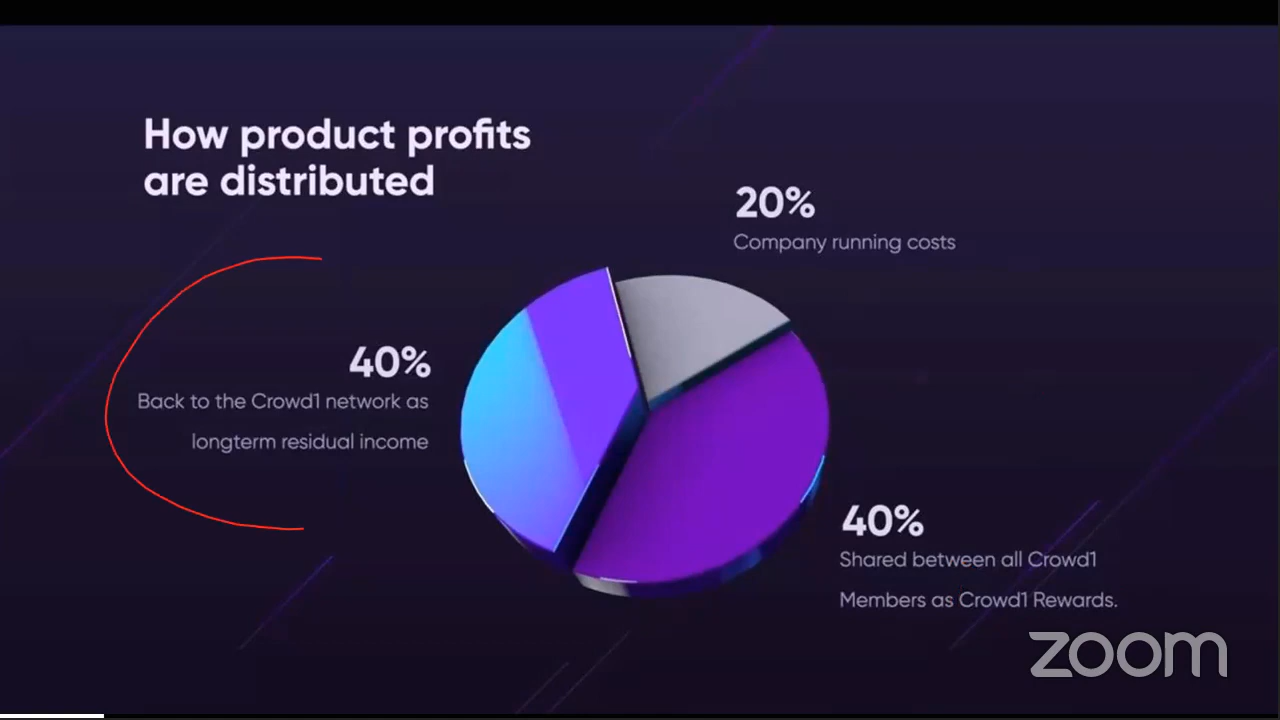 How product profits
are distributed
20%
Company running costs
40%
Back to the Crowd1 network as
longterm residual income
40%
Shared between all Crowd1
Members as Crowd1 Rewards.
zoom